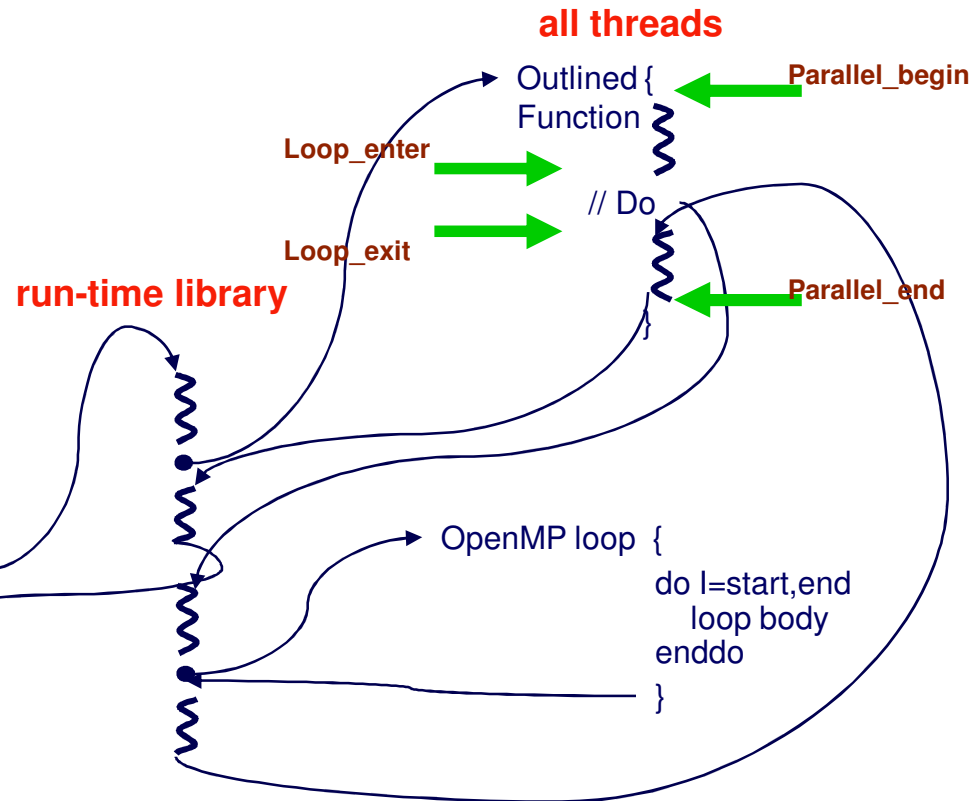 all threads
Outlined {
Parallel_begin
Function
Loop_enter
// Do
Loop_exit
run-time library
Parallel_end
}
OpenMP loop {
do I=start,end
loop body
enddo
}